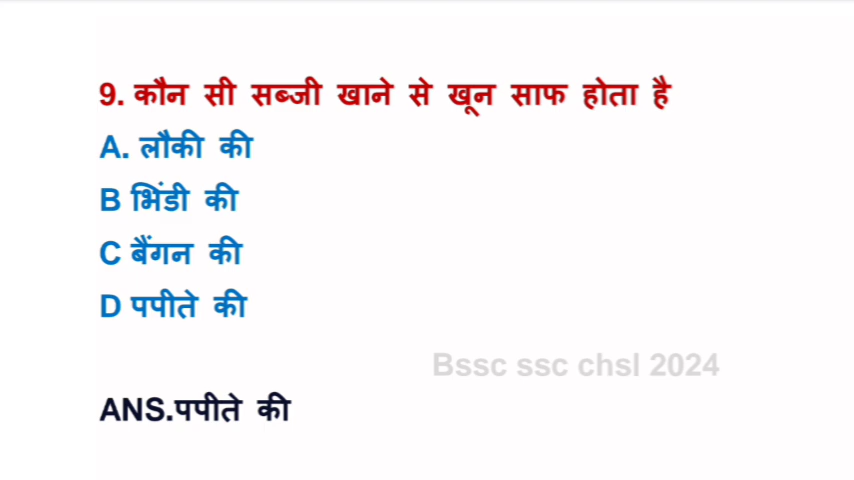 9. कौन सी सब्जी खाने से खून साफ होता है
A. लौकी की
B भिंडी की
C बैंगन की
D पपीते की
Bssc ssc chsl 2024
ANS.पपीते की